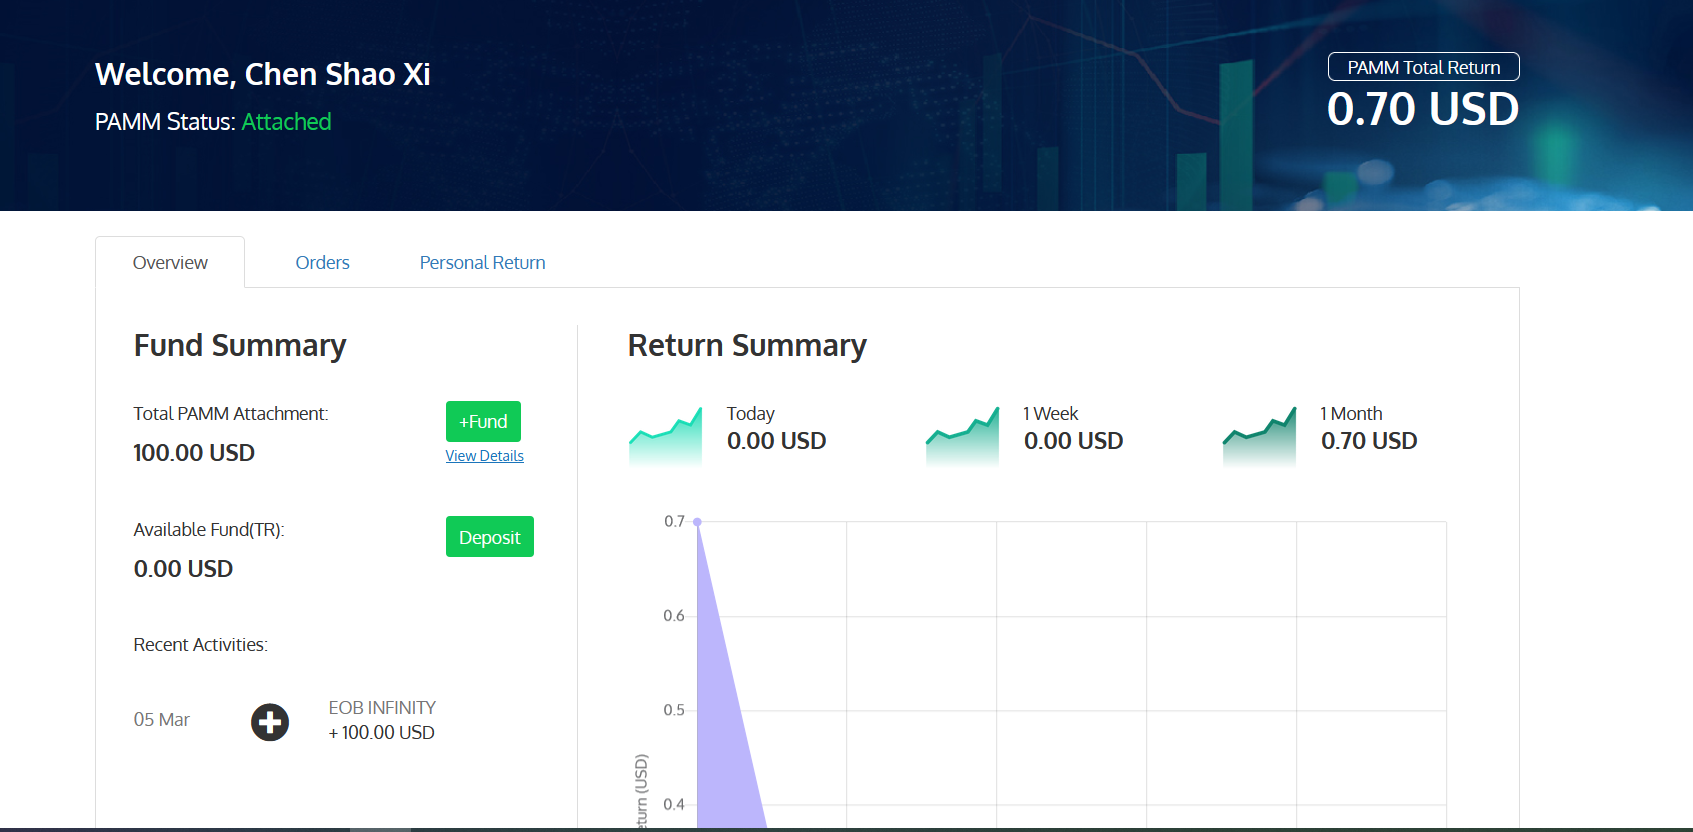 Welcome, Chen Shao Xi
PAMM Status: Attached
PAMM Total Return
0.70 USD
Overview
Orders
Personal Return
Fund Summary
Total PAMM Attachment:
100.00 USD
+Fund
View Details
Available Fund(TR):
0.00 USD
Deposit
Recent Activities:
05 Mar
EOB INFINITY
+ 100.00 USD
Return Summary
Today
0.00 USD
1 Week
0.00 USD
1 Month
0.70 USD
0.7
0.6
0.5
0.4
(USD)